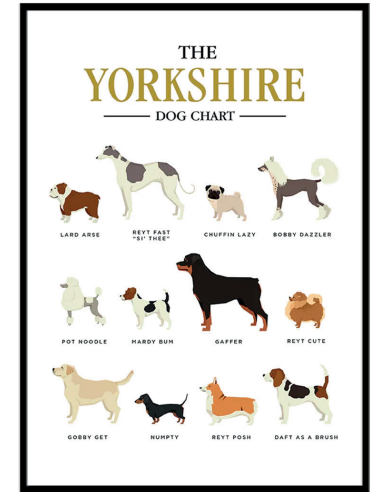 THE
YORKSHIRE
DOG CHART
LARD ARSE
REYT FAST
"SI' THEE"
CHUFFIN LAZY
BOBBY DAZZLER
POT NOODLE
MARDY BUM
GAFFER
REYT CUTE
GOBBY GET
NUMPTY
REYT POSH
DAFT AS A BRUSH